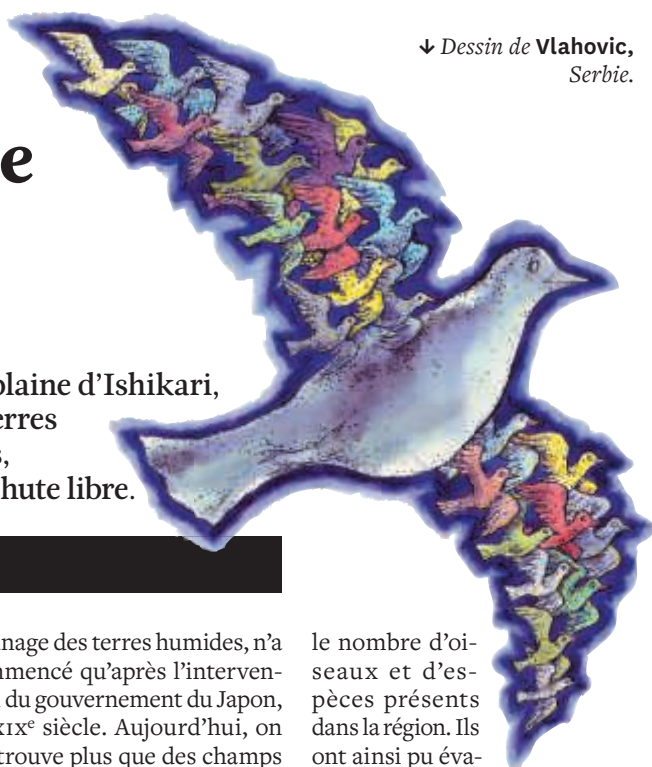 ↓ Dessin de Vlahovic,
Serbie.
e
plaine d'Ishikari,
erres
s,
hute libre.
nage des terres humides, n'a
mmencé qu'après l'interven-
du gouvernement du Japon,
XIXe siècle. Aujourd'hui, on
trouve plus que des champs
le nombre d'oi-
seaux et d'es-
pèces présents
dans la région. Ils
ont ainsi pu éva-